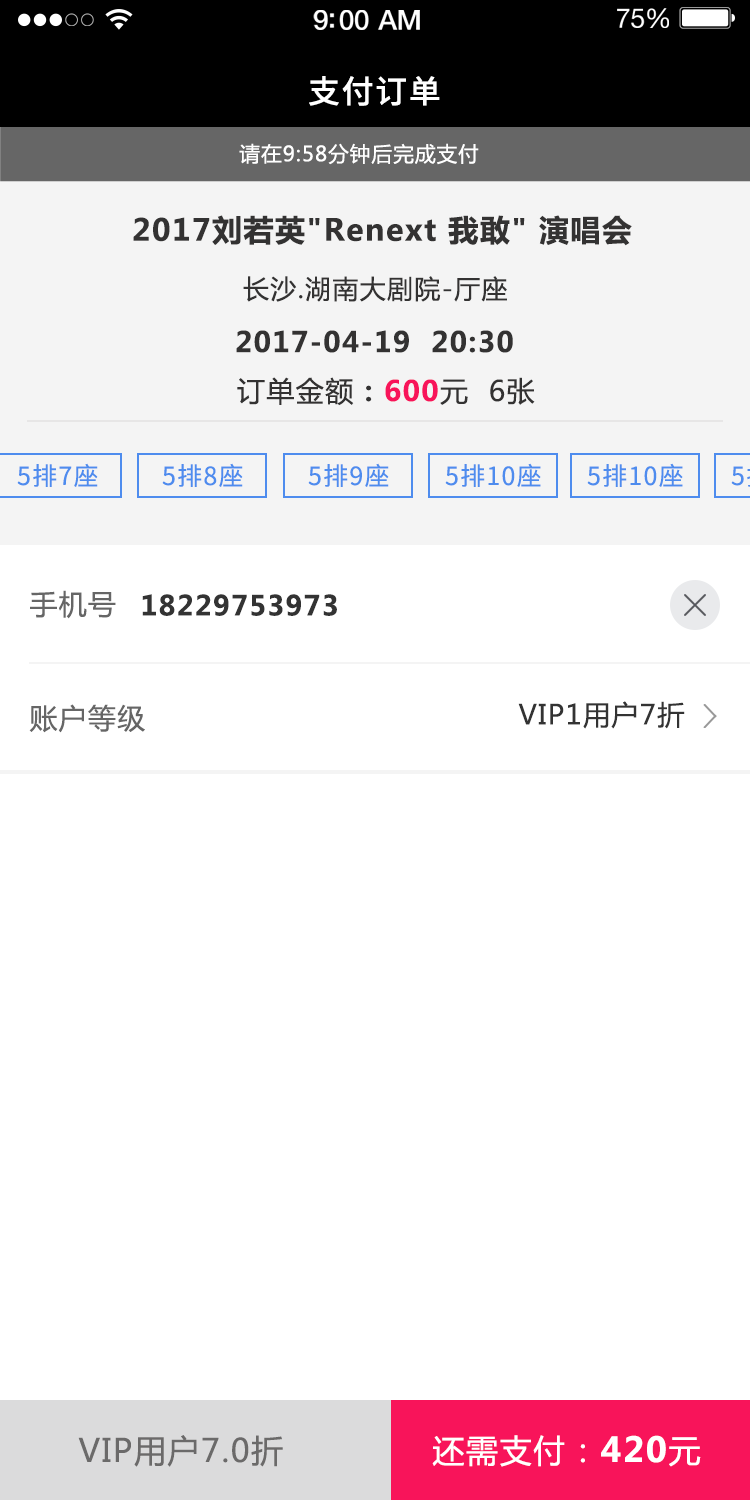 9:00 AM 75%
支付订单
请在9:58分钟后完成支付
2017刘若英"Renext 我敢" 演唱会
长沙.湖南大剧院-厅座
2017-04-19 20:30
订单金额：600元 6张
5排7座 5排8座 5排9座 5排10座 5排10座 5
手机号 18229753973
账户等级 VIP1用户7折
VIP用户7.0折 还需支付：420元